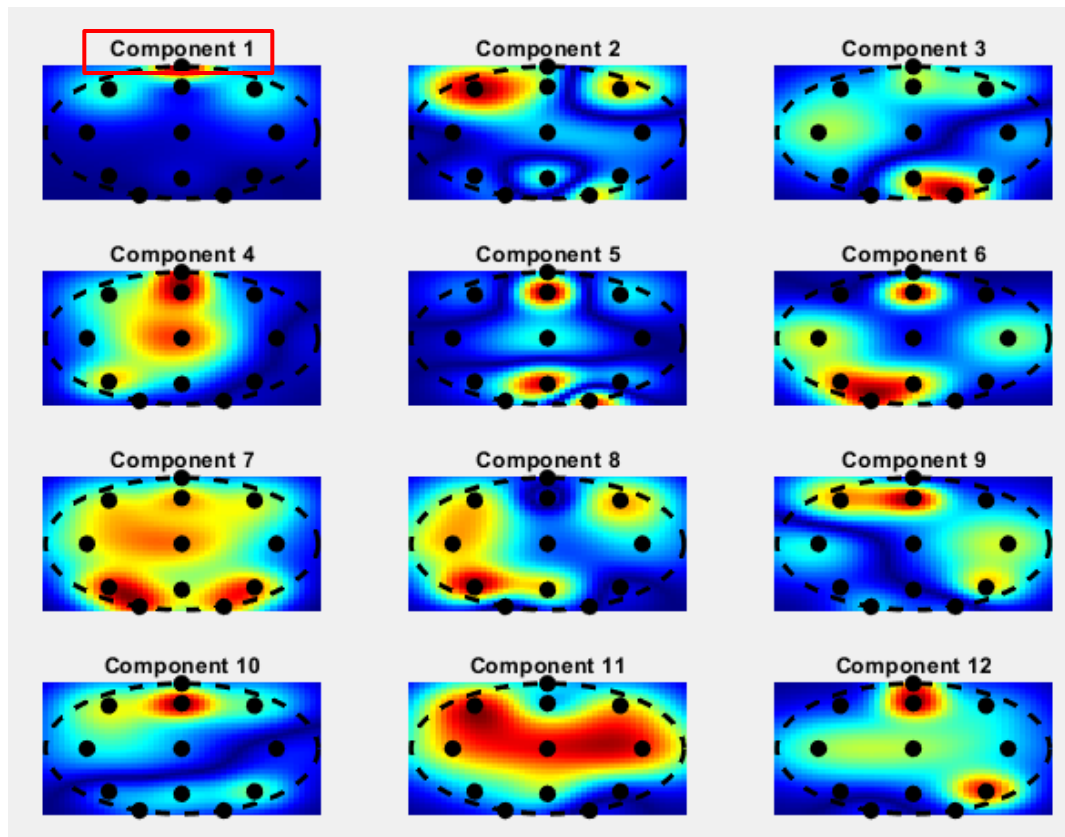 Component 1
Component 2
Component 3
Component 4
Component 5
Component 6
Component 7
Component 8
Component 9
Component 10
Component 11
Component 12